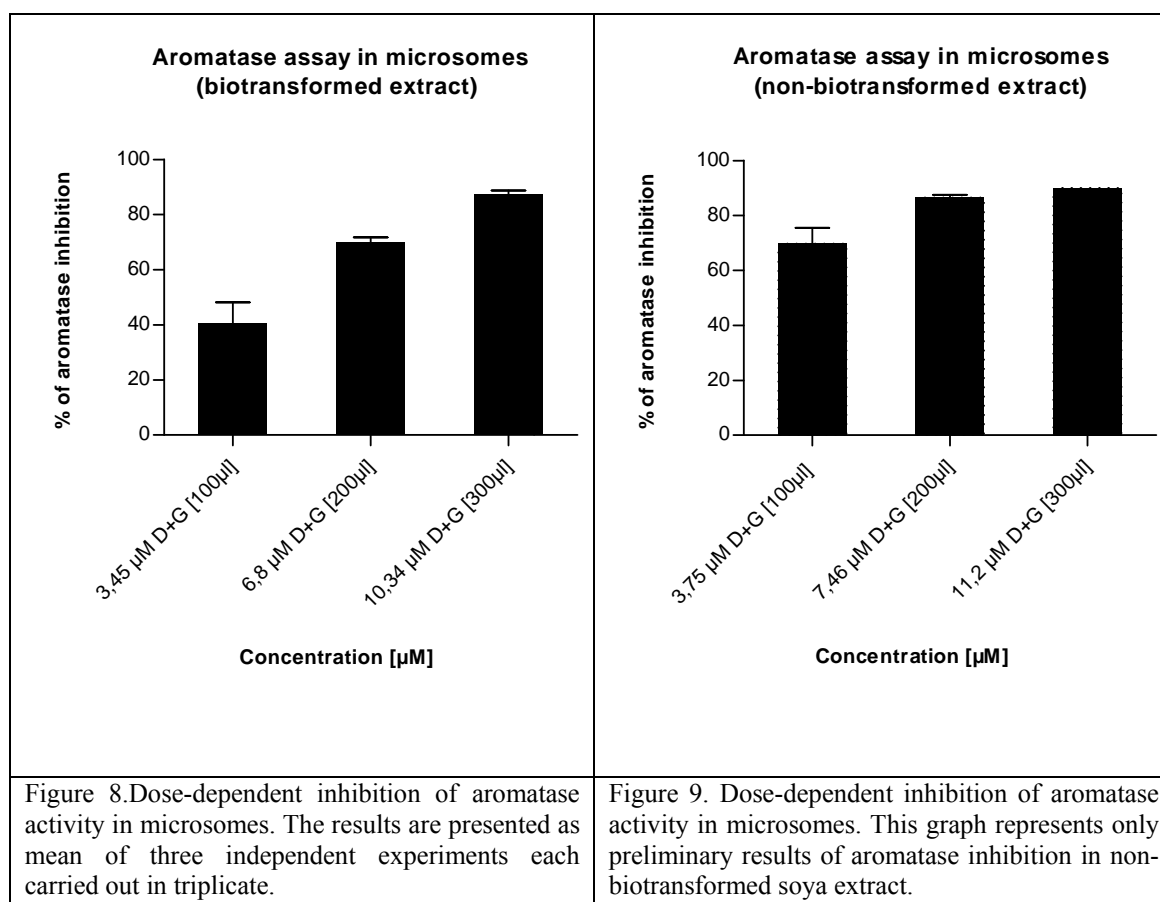 Aromatase assay in microsomes
(biotransformed extract)
100
80
60
40
20
0
% of aromatase inhibition
3,45 µM D+G [100µl]
6,8 µM D+G [200µl]
10,34 µM D+G [300µl]
Concentration [µM]
Figure 8.Dose-dependent inhibition of aromatase
activity in microsomes. The results are presented as
mean of three independent experiments each
carried out in triplicate.
Aromatase assay in microsomes
(non-biotransformed extract)
100
80
60
40
20
0
% of aromatase inhibition
3,75 µM D+G [100µl]
7,46 µM D+G [200µl]
11,2 µM D+G [300µl]
Concentration [µM]
Figure 9. Dose-dependent inhibition of aromatase
activity in microsomes. This graph represents only
preliminary results of aromatase inhibition in non-
biotransformed soya extract.